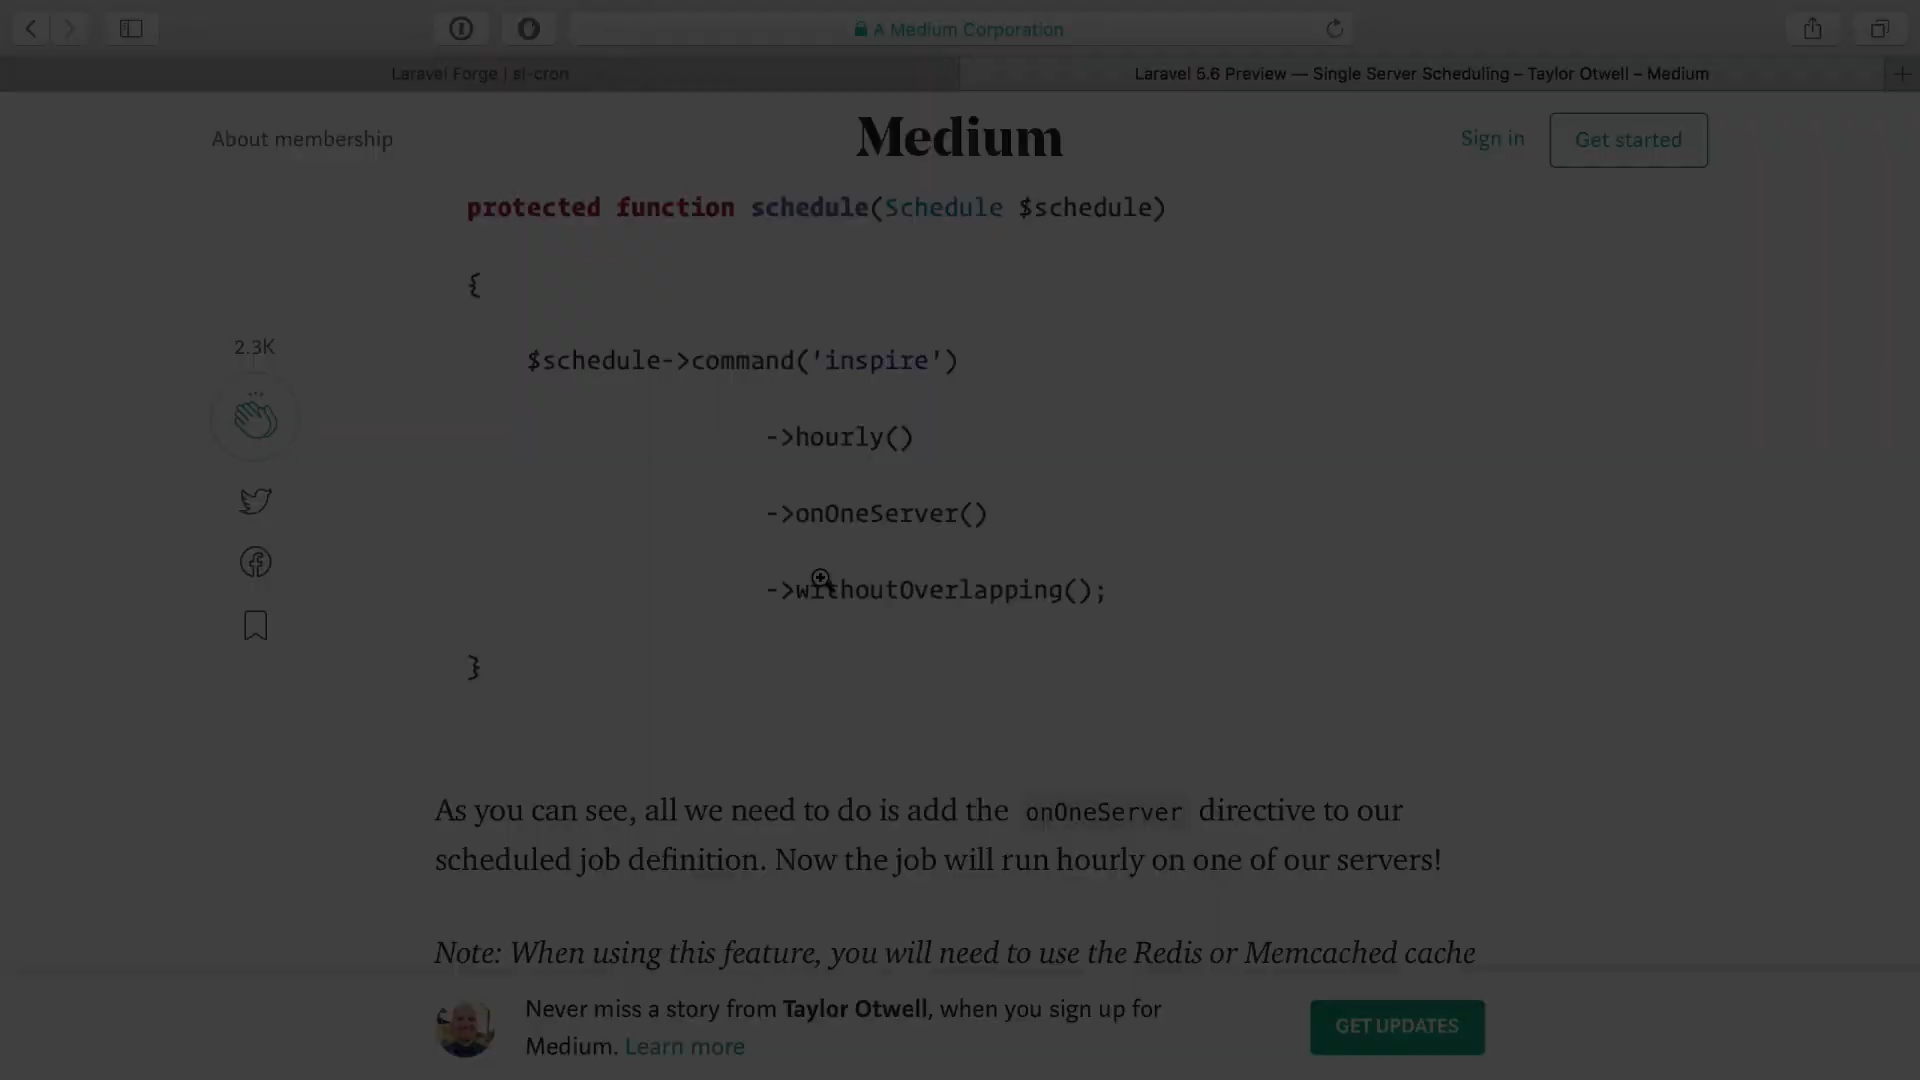 A Medium Corporation
Laravel Forge | sl-cron
Laravel 5.6 Preview — Single Server Scheduling – Taylor Otwell – Medium
About membership
Medium
Sign in
Get started
protected function schedule(Schedule $schedule)
{
2.3K
$schedule->command('inspire')
->hourly()
->onOneServer()
->withoutOverlapping();
}
As you can see, all we need to do is add the onOneServer directive to our
scheduled job definition. Now the job will run hourly on one of our servers!
Note: When using this feature, you will need to use the Redis or Memcached cache
Never miss a story from Taylor Otwell, when you sign up for
Medium. Learn more
GET UPDATES